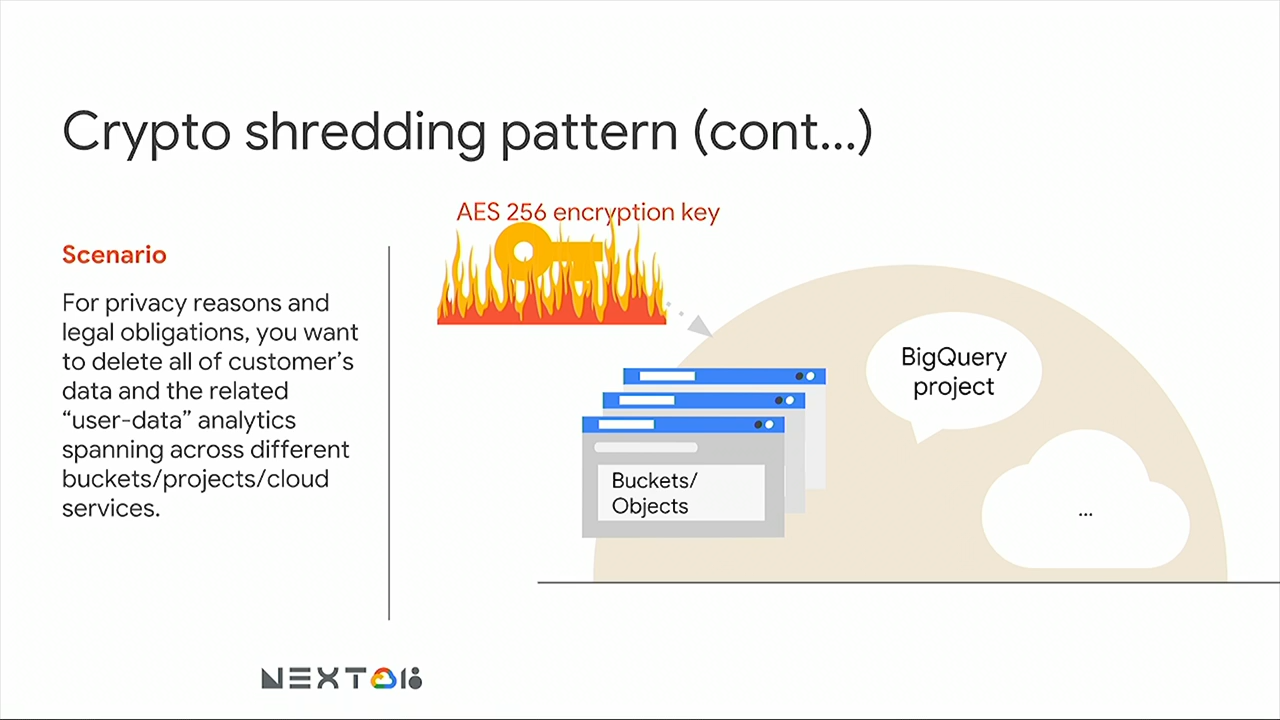 Crypto shredding pattern (cont...)
AES 256 encryption key
Scenario
For privacy reasons and
legal obligations, you want
to delete all of customer's
data and the related
“user-data” analytics
spanning across different
buckets/projects/cloud
services.
BigQuery
project
Buckets/
Objects
...
NEXT 18